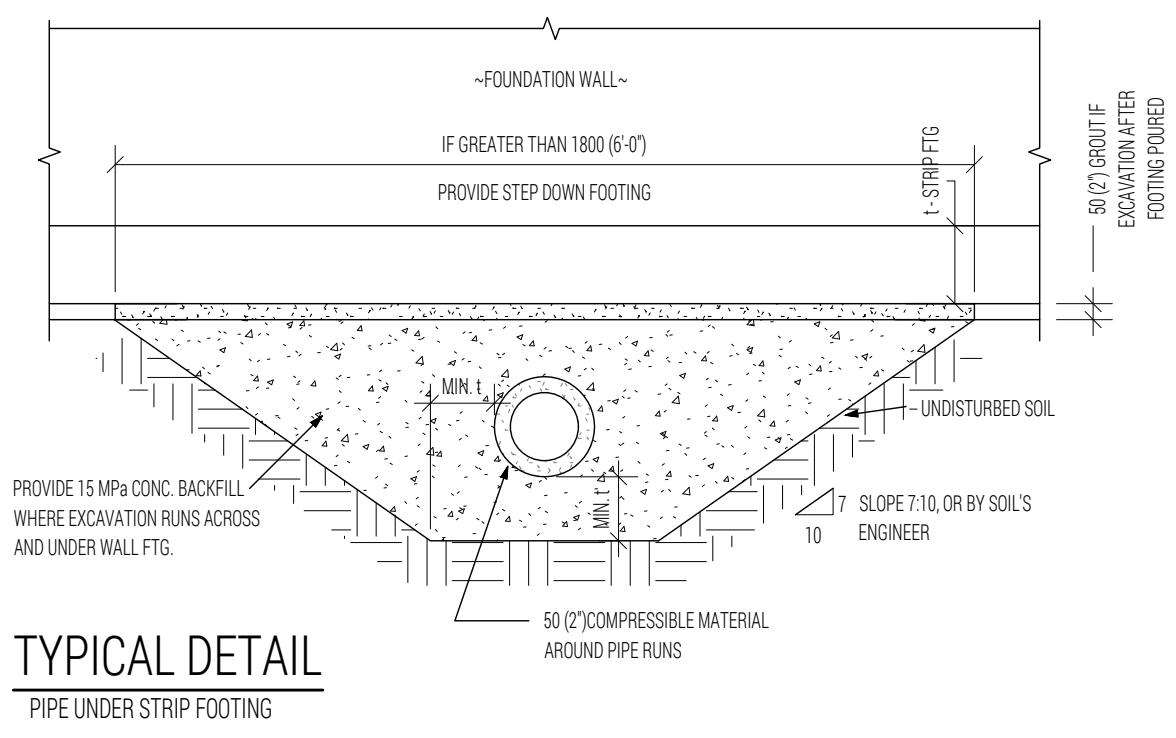 ~FOUNDATION WALL~
IF GREATER THAN 1800 (6'-0")
PROVIDE STEP DOWN FOOTING
t - STRIP FTG
50 (2") GROUT IF
EXCAVATION AFTER
FOOTING POURED
MIN. t
UNDISTURBED SOIL
PROVIDE 15 MPa CONC. BACKFILL
WHERE EXCAVATION RUNS ACROSS
AND UNDER WALL FTG.
MIN. t
7
10
SLOPE 7:10, OR BY SOIL'S
ENGINEER
50 (2")COMPRESSIBLE MATERIAL
AROUND PIPE RUNS
TYPICAL DETAIL
PIPE UNDER STRIP FOOTING